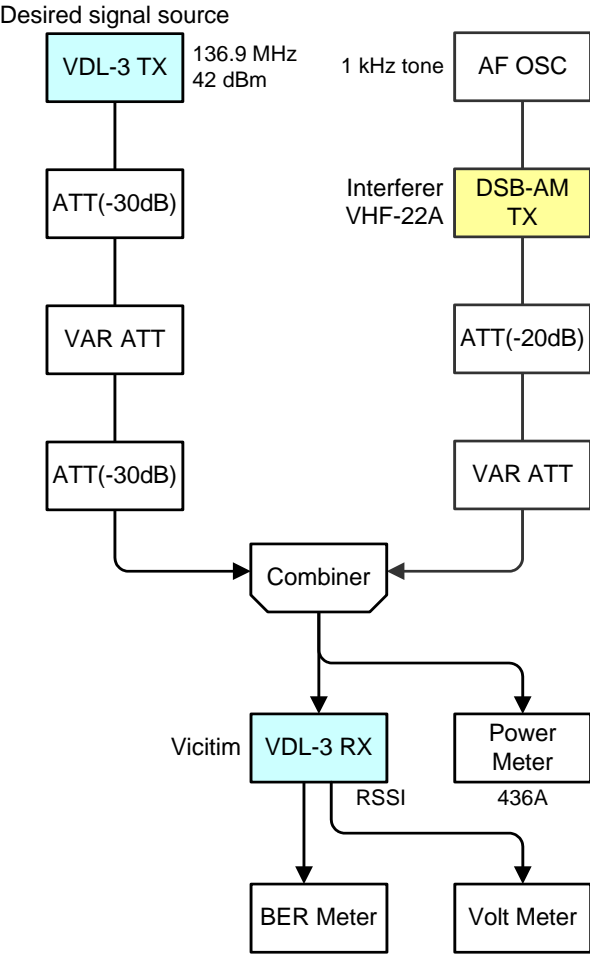 Desired signal source
VDL-3 TX
136.9 MHz
42 dBm
1 kHz tone
AF OSC
ATT(-30dB)
Interferer
VHF-22A
DSB-AM
TX
VAR ATT
ATT(-20dB)
ATT(-30dB)
VAR ATT
Combiner
Vicitim
VDL-3 RX
Power
Meter
RSSI
436A
BER Meter
Volt Meter